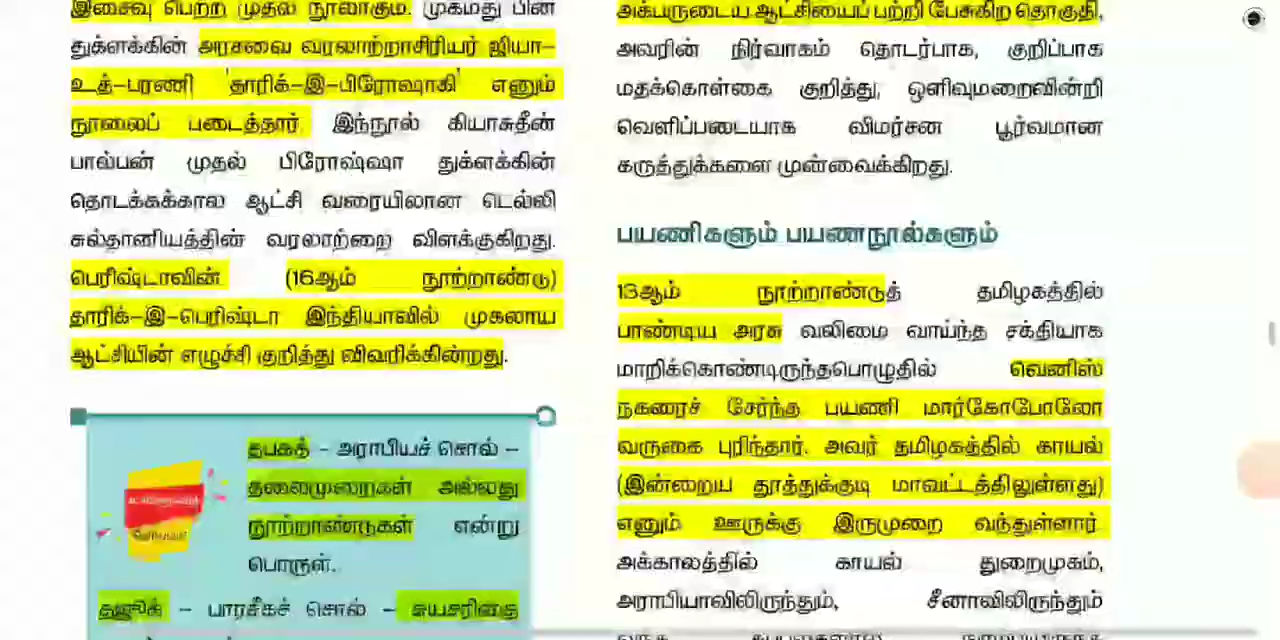 இசைவு பெற்ற முதல் நூலாகும். முகமது பின்
துக்ளக்கின் அரசவை வரலாற்றாசிரியர் ஜியா–
உத்–பரணி 'தாரிக்–இ–பிரோஷாகி' எனும்
நூலைப் படைத்தார். இந்நூல் கியாசுதீன்
பால்பன் முதல் பிரோஷ்ஷா துக்ளக்கின்
தொடக்கக்கால ஆட்சி வரையிலான டெல்லி
சுல்தானியத்தின் வரலாற்றை விளக்குகிறது.
பெரிஷ்டாவின் (16ஆம் நூற்றாண்டு)
தாரிக்–இ–பெரிஷ்டா இந்தியாவில் முகலாய
ஆட்சியின் எழுச்சி குறித்து விவரிக்கின்றது.
தபகத் – அராபியச் சொல் –
தலைமுறைகள் அல்லது
நூற்றாண்டுகள் என்று
பொருள்.
தஜூக் – பாரசீகச் சொல் – சுயசரிதை
அக்பருடைய ஆட்சியைப் பற்றி பேசுகிற தொகுதி,
அவரின் நிர்வாகம் தொடர்பாக, குறிப்பாக
மதக்கொள்கை குறித்து, ஒளிவுமறைவின்றி
வெளிப்படையாக விமர்சன பூர்வமான
கருத்துக்களை முன்வைக்கிறது.
பயணிகளும் பயணநூல்களும்
13ஆம் நூற்றாண்டுத் தமிழகத்தில்
பாண்டிய அரசு வலிமை வாய்ந்த சக்தியாக
மாறிக்கொண்டிருந்தபொழுதில் வெனிஸ்
நகரைச் சேர்ந்த பயணி மார்கோபோலோ
வருகை புரிந்தார். அவர் தமிழகத்தில் காயல்
(இன்றைய தூத்துக்குடி மாவட்டத்திலுள்ளது)
எனும் ஊருக்கு இருமுறை வந்துள்ளார்.
அக்காலத்தில் காயல் துறைமுகம்,
அராபியாவிலிருந்தும், சீனாவிலிருந்தும்